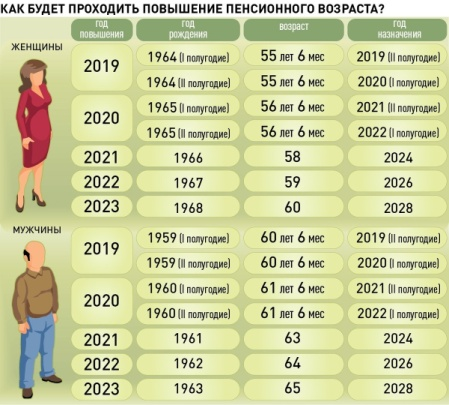 КАК БУДЕТ ПРОХОДИТЬ ПОВЫШЕНИЕ ПЕНСИОННОГО ВОЗРАСТА?
ЖЕНЩИНЫ
год повышения
год рождения
возраст
год назначения
2019
1964 (I полугодие)
55 лет 6 мес
2019 (II полугодие)
1964 (II полугодие)
55 лет 6 мес
2020 (I полугодие)
2020
1965 (I полугодие)
56 лет 6 мес
2021 (II полугодие)
1965 (II полугодие)
56 лет 6 мес
2022 (I полугодие)
2021
1966
58
2024
2022
1967
59
2026
2023
1968
60
2028
МУЖЧИНЫ
2019
1959 (I полугодие)
60 лет 6 мес
2019 (II полугодие)
1959 (II полугодие)
60 лет 6 мес
2020 (I полугодие)
2020
1960 (I полугодие)
61 лет 6 мес
2021 (II полугодие)
1960 (II полугодие)
61 лет 6 мес
2022 (I полугодие)
2021
1961
63
2024
2022
1962
64
2026
2023
1963
65
2028